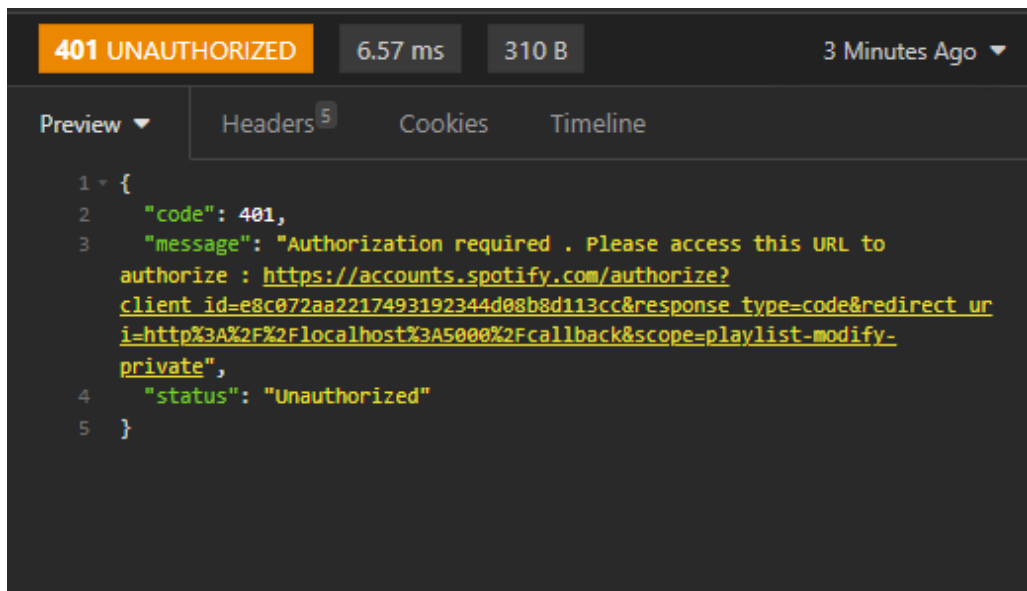 401 UNAUTHORIZED 6.57 ms 310 B 3 Minutes Ago
Preview Headers 5 Cookies Timeline
1 {
2 "code": 401,
3 "message": "Authorization required . Please access this URL to
authorize : https://accounts.spotify.com/authorize?
client_id=e8c072aa2217493192344d08b8d113cc&response_type=code&redirect_ur
i=http%3A%2F%2Flocalhost%3A5000%2Fcallback&scope=playlist-modify-
private",
4 "status": "Unauthorized"
5 }